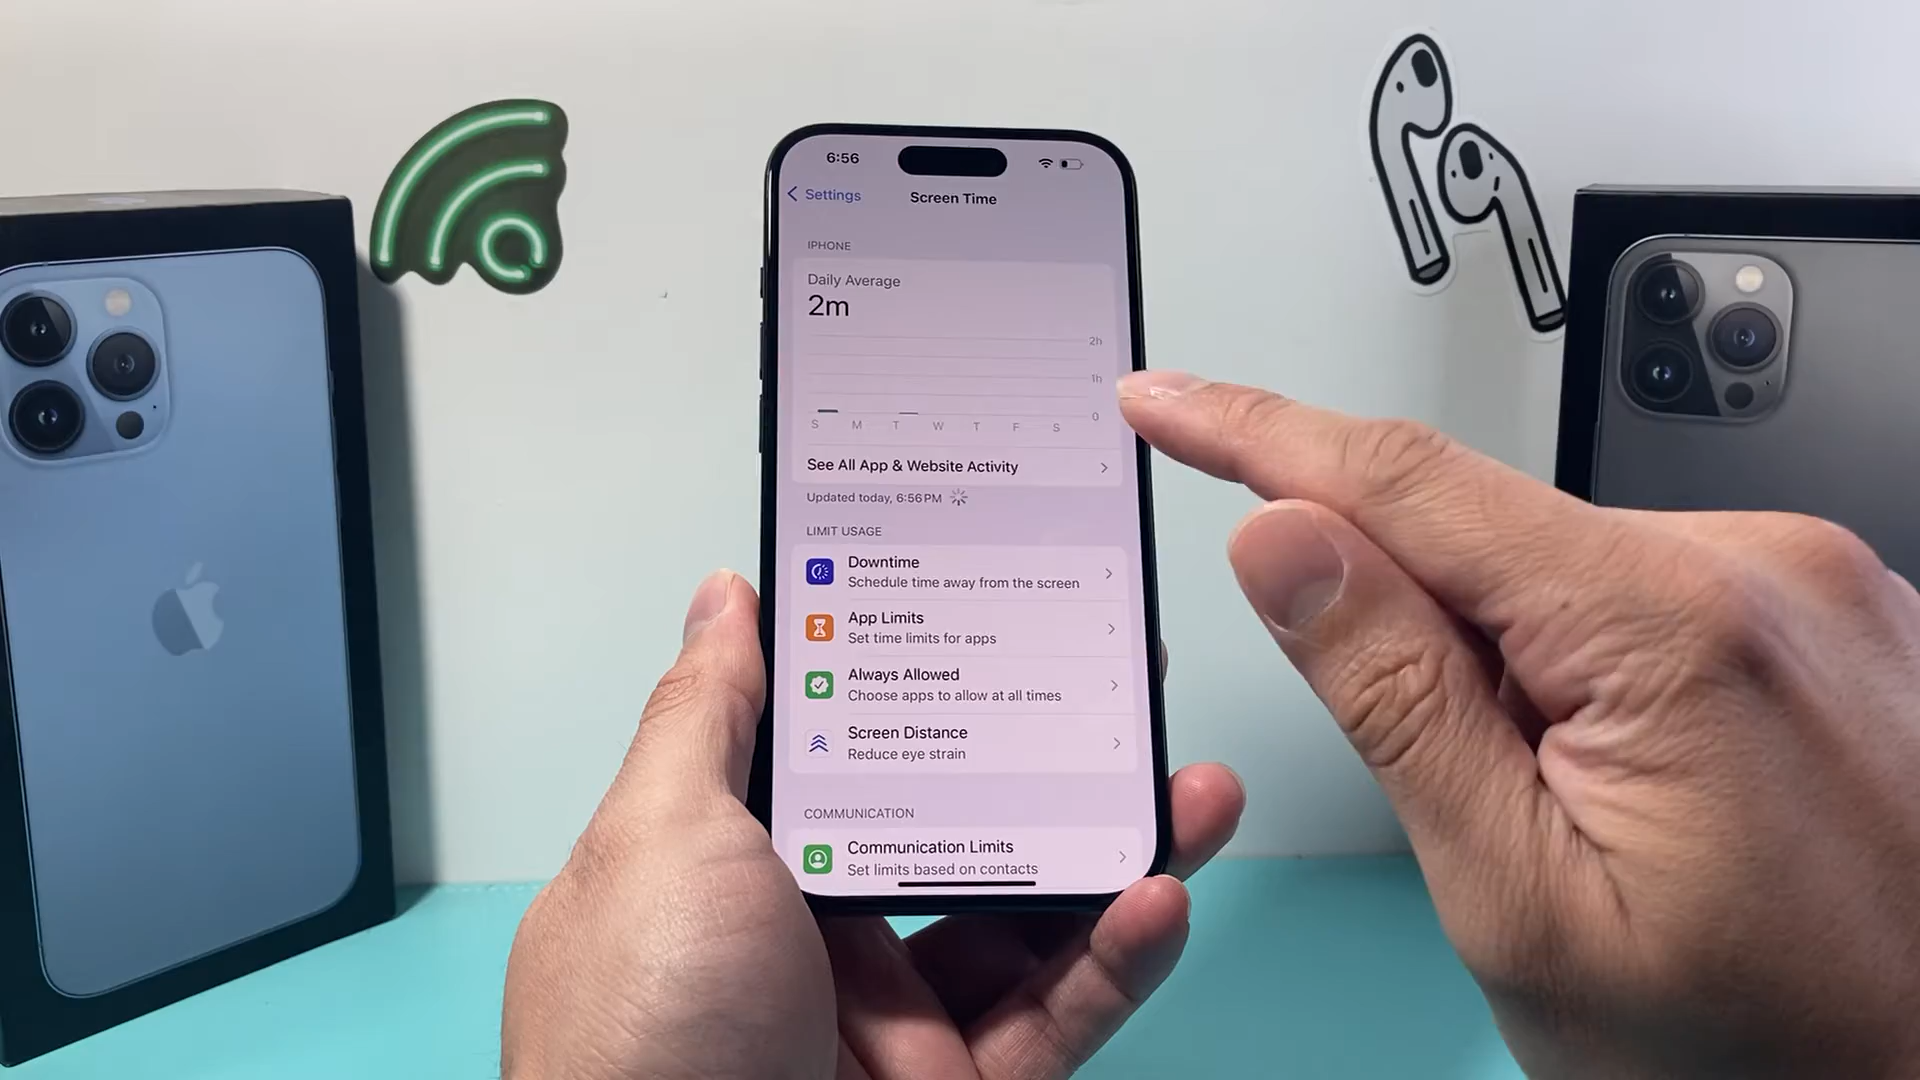 6:56
Settings
Screen Time
IPHONE
Daily Average
2m
2h
1h
0
S M T W T F S
See All App & Website Activity
Updated today, 6:56 PM
LIMIT USAGE
Downtime
Schedule time away from the screen
App Limits
Set time limits for apps
Always Allowed
Choose apps to allow at all times
Screen Distance
Reduce eye strain
COMMUNICATION
Communication Limits
Set limits based on contacts